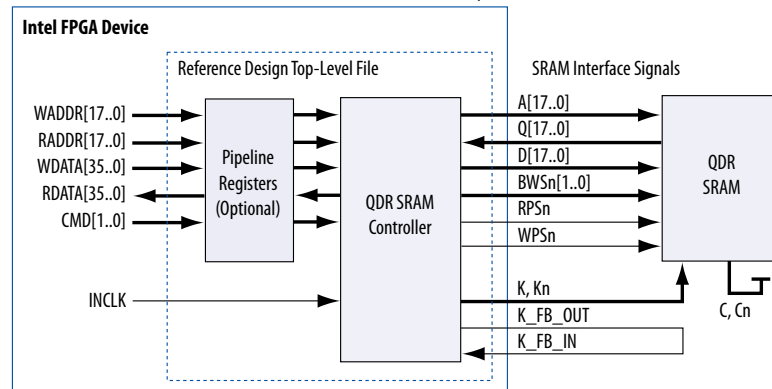 Intel FPGA Device
Reference Design Top-Level File
SRAM Interface Signals
WADDR[17..0]
RADDR[17..0]
WDATA[35..0]
RDATA[35..0]
CMD[1..0]
INCLK
Pipeline
Registers
(Optional)
QDR SRAM
Controller
A[17..0]
Q[17..0]
D[17..0]
BWSn[1..0]
RPSn
WPSn
K, Kn
K_FB_OUT
K_FB_IN
QDR
SRAM
C, Cn